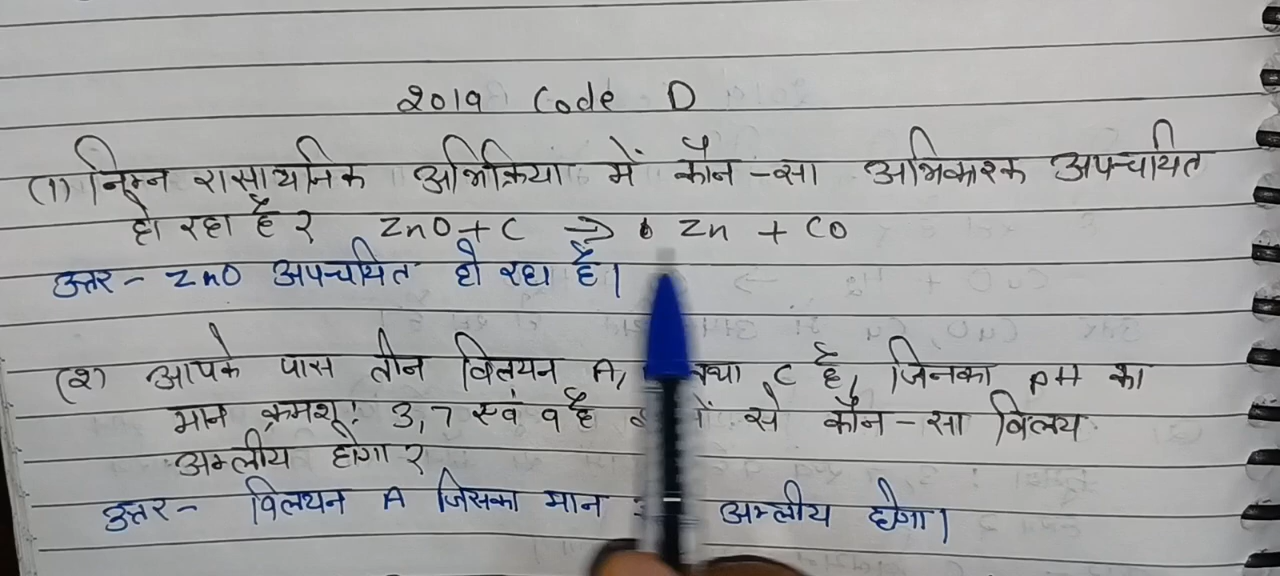 2019 Code D
(1) निम्न रासायनिक अभिक्रिया में कौन-सा अभिकारक अपचयित
हो रहा है? ZnO + C → Zn + CO
उत्तर- ZnO अपचयित हो रहा है।
(2) आपके पास तीन विलयन A, तथा C है, जिनका pH का
मान क्रमश: 3, 7 एवं 9 है से कौन-सा विलय
अम्लीय होगा?
उत्तर- विलयन A जिसका मान अम्लीय होगा।